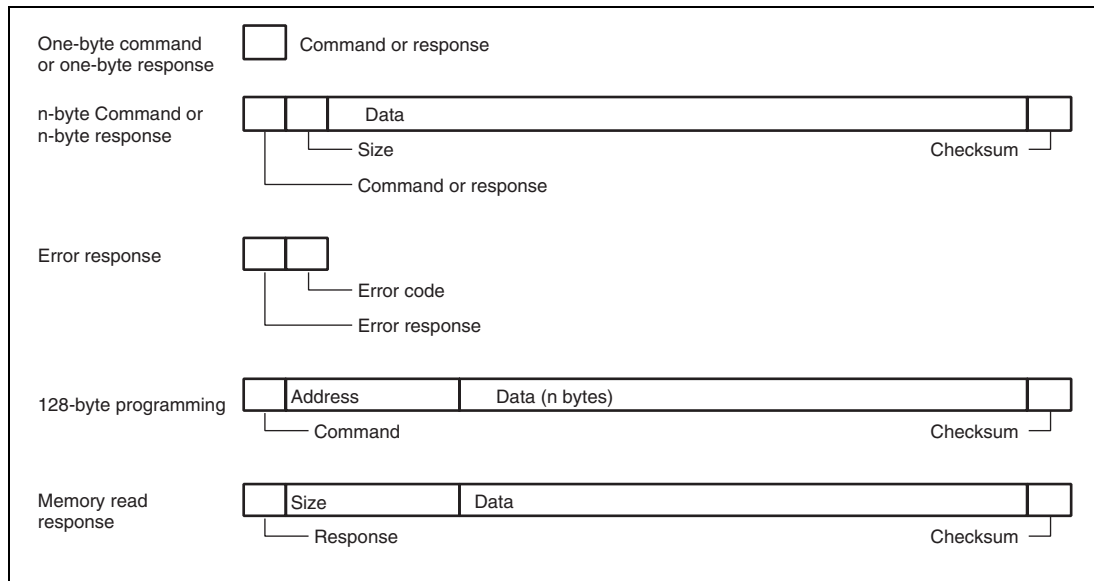 One-byte command
or one-byte response
Command or response
n-byte Command or
n-byte response
Data
Size
Checksum
Command or response
Error response
Error code
Error response
128-byte programming
Address
Data (n bytes)
Command
Checksum
Memory read
response
Size
Data
Response
Checksum